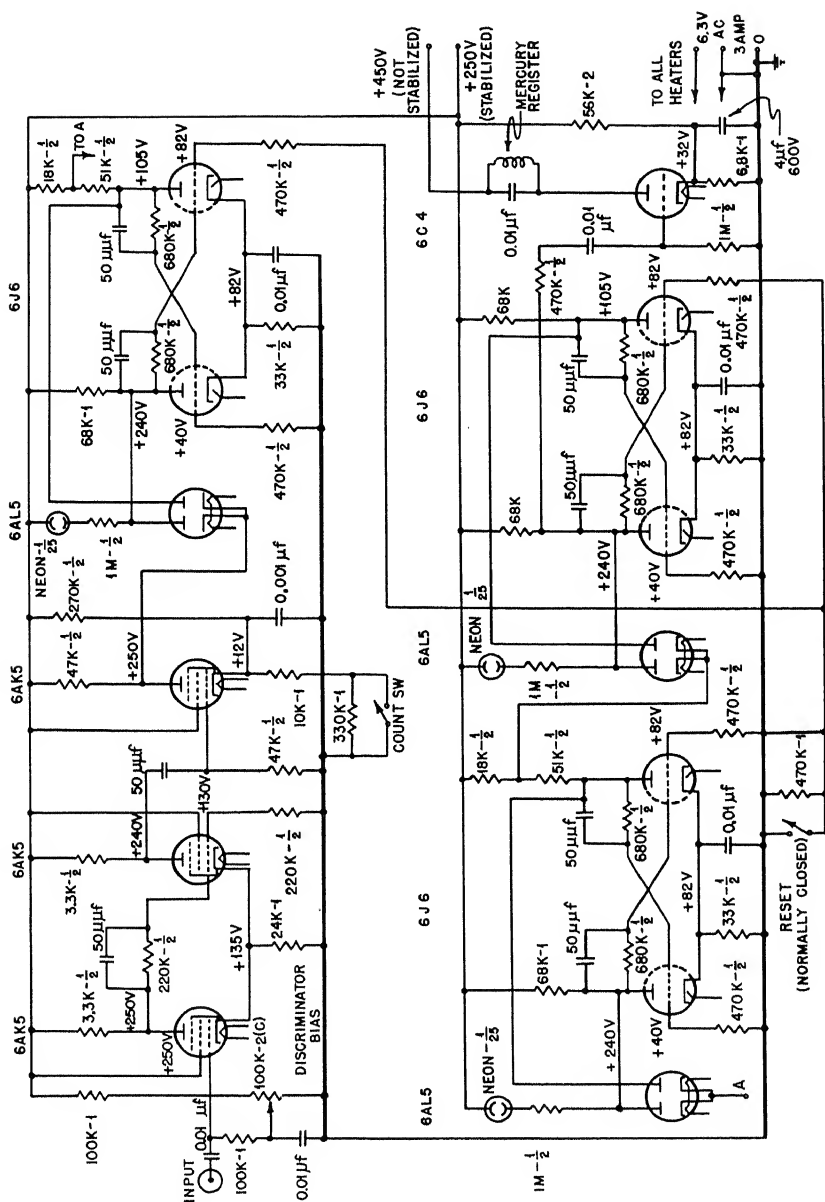 6AK5
6AK5
6AK5
6AL5
6J6
100K-1
3.3K-½
50µµf
220K-½
+250V
+250V
3.3K-½
+240V
50µµf
+130V
47K-½
+250V
270K-½
NEON-1/25
1M-½
68K-1
+240V
+40V
50µµf
680K-½
50µµf
680K-½
18K-½
TO A
51K-½
+105V
+82V
INPUT
0.01 µf
100K-1
100K-2(C)
0.01µf
DISCRIMINATOR
BIAS
+135V
24K-1
220K-½
47K-½
+12V
10K-1
330K-1
COUNT SW
0.001 µf
470K-½
33K-½
+82V
0.01µf
470K-½
6AL5
6J6
6AL5
6J6
6C4
NEON-1/25
1M-½
68K-1
+240V
+40V
50µµf
680K-½
50µµf
680K-½
18K-½
51K-½
+82V
A
470K-½
33K-½
+82V
0.01µf
470K-½
RESET
(NORMALLY CLOSED)
470K-1
NEON
1/25
1M
-½
68K
+240V
+40V
50µµf
680K-½
50µµf
680K-½
68K
+105V
+82V
470K-½
33K-½
+82V
0.01µf
470K-½
470K-½
0.01
µf
1M-½
0.01µf
MERCURY
REGISTER
+450V
(NOT
STABILIZED)
+250V
(STABILIZED)
56K-2
+32V
6.8K-1
4µf
600V
TO ALL
HEATERS
6.3V
AC
3 AMP
0